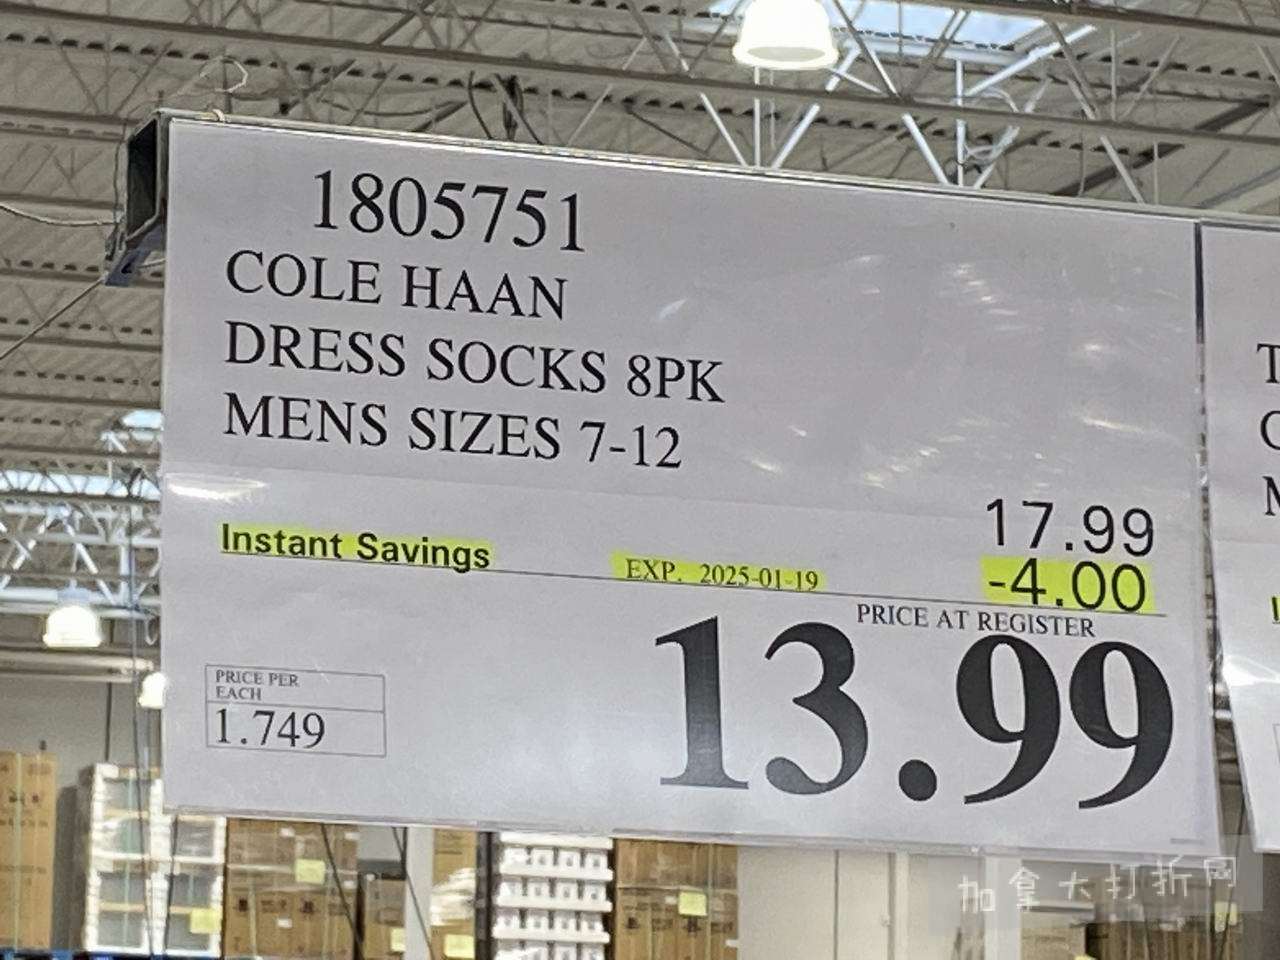 1805751
COLE HAAN
DRESS SOCKS 8PK
MENS SIZES 7-12
17.99
Instant Savings EXP. 2025-01-19 -4.00
PRICE AT REGISTER
13.99
PRICE PER
EACH
1.749
加拿大打折网